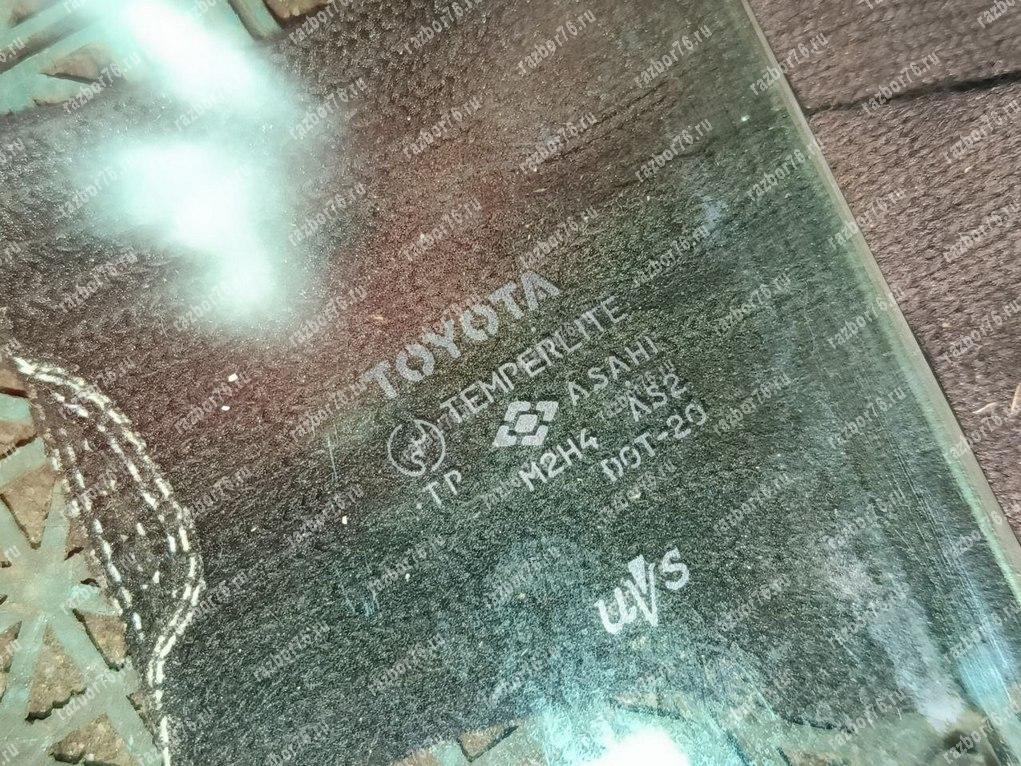 TOYOTA
TEMPERLITE
ASAHI
TP M2H4 AS2
DOT-20
uVs
razbor76.ru